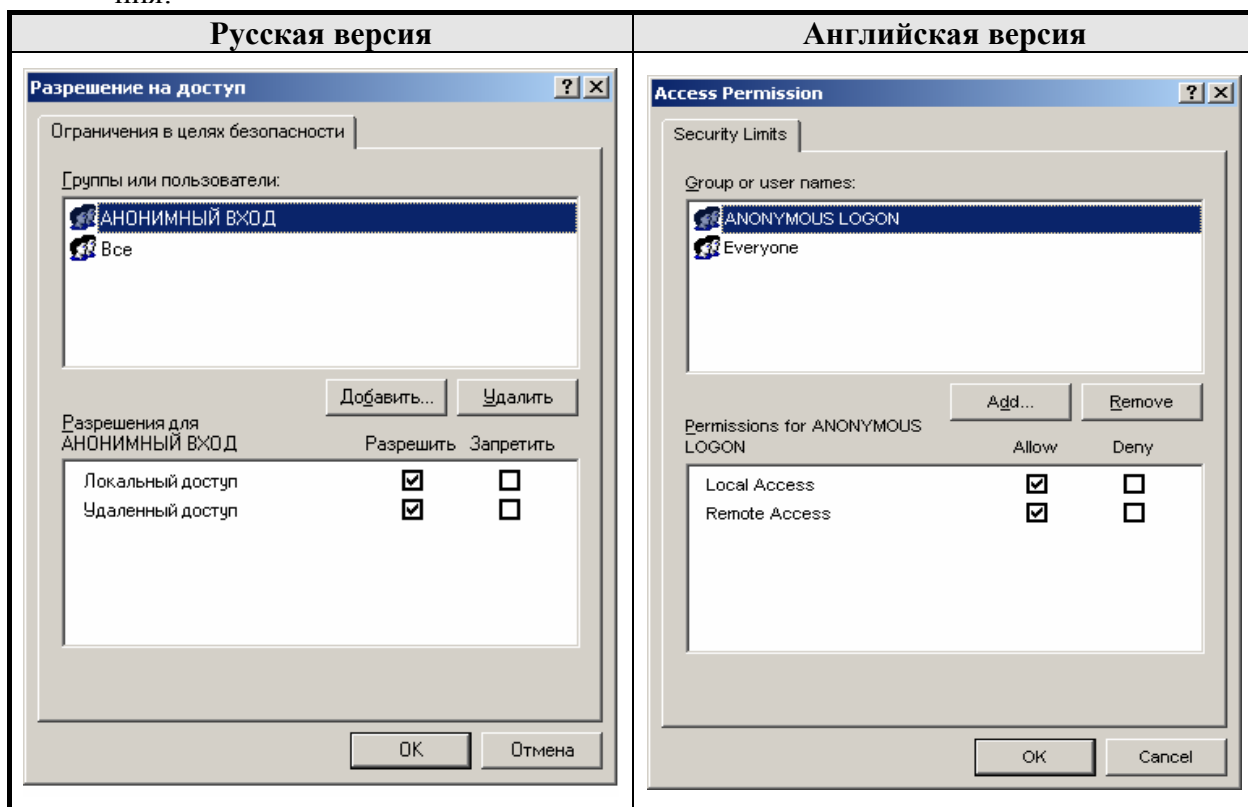 ния.
Русская версия
Английская версия
Разрешение на доступ
Ограничения в целях безопасности
Группы или пользователи:
АНОНИМНЫЙ ВХОД
Все
Добавить...
Удалить
Разрешения для
АНОНИМНЫЙ ВХОД
Разрешить
Запретить
Локальный доступ
Удаленный доступ
OK
Отмена
Access Permission
Security Limits
Group or user names:
ANONYMOUS LOGON
Everyone
Add...
Remove
Permissions for ANONYMOUS
LOGON
Allow
Deny
Local Access
Remote Access
OK
Cancel